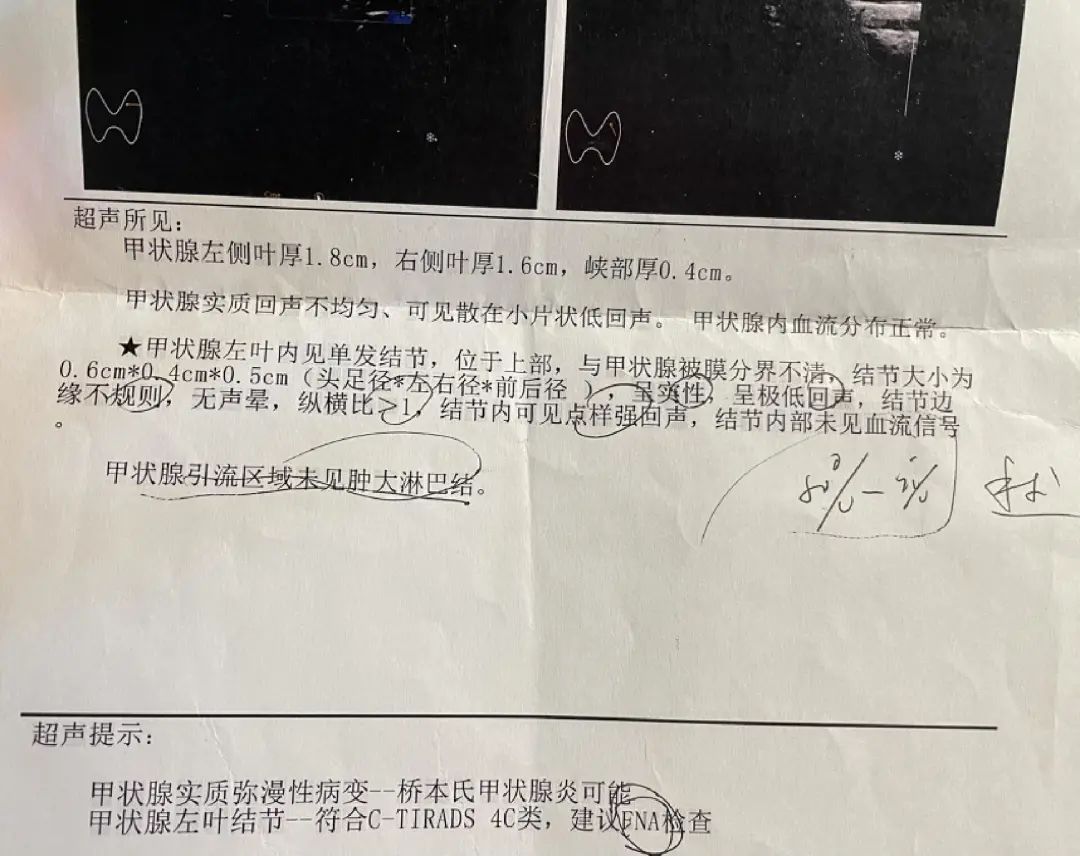 超声所见:
甲状腺左侧叶厚1.8cm，右侧叶厚1.6cm，峡部厚0.4cm。
甲状腺实质回声不均匀、可见散在小片状低回声。 甲状腺内血流分布正常。
★甲状腺左叶内见单发结节，位于上部，与甲状腺被膜分界不清，结节大小为
0.6cm*0.4cm*0.5cm（头足径*左右径*前后径 ），呈实性，呈极低回声，结节边
缘不规则，无声晕，纵横比≥1，结节内可见点样强回声，结节内部未见血流信号
。
甲状腺引流区域未见肿大淋巴结。
超声提示:
甲状腺实质弥漫性病变--桥本氏甲状腺炎可能
甲状腺左叶结节--符合C-TIRADS 4C类，建议FNA检查